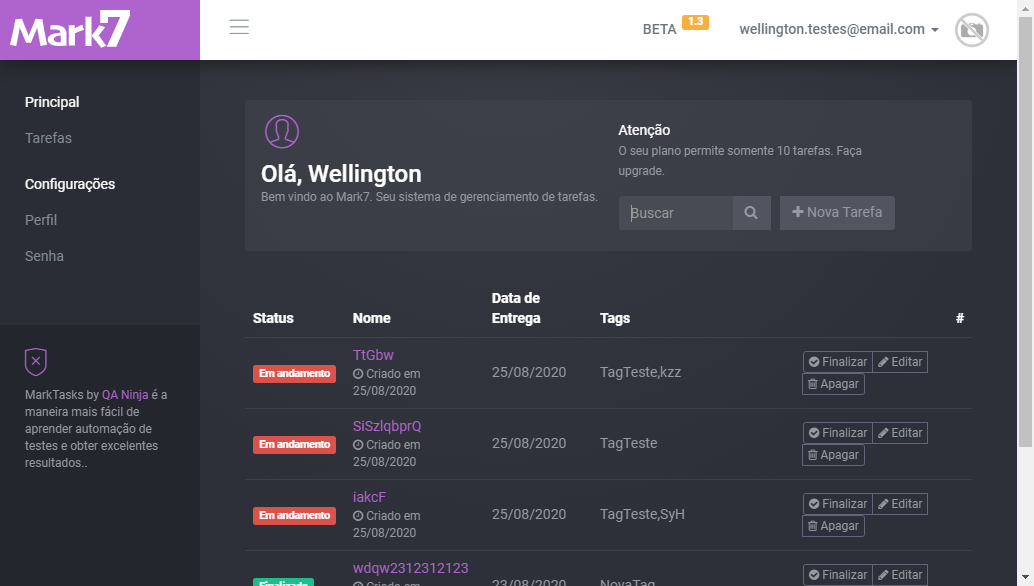 Mark7
BETA 1.3
wellington.testes@email.com
Principal
Tarefas
Configurações
Perfil
Senha
MarkTasks by QA Ninja é a
maneira mais fácil de
aprender automação de
testes e obter excelentes
resultados..
Olá, Wellington
Bem vindo ao Mark7. Seu sistema de gerenciamento de tarefas.
Atenção
O seu plano permite somente 10 tarefas. Faça
upgrade.
Buscar
Nova Tarefa
Status Nome Data de
Entrega Tags #
Em andamento
TtGbw
Criado em
25/08/2020
25/08/2020
TagTeste,kzz
Finalizar Editar
Apagar
Em andamento
SiSzlqbprQ
Criado em
25/08/2020
25/08/2020
TagTeste
Finalizar Editar
Apagar
Em andamento
iakcF
Criado em
25/08/2020
25/08/2020
TagTeste,SyH
Finalizar Editar
Apagar
Finalizado
wdqw2312312123
Criado em
23/08/2020
NovaTag
Finalizar Editar